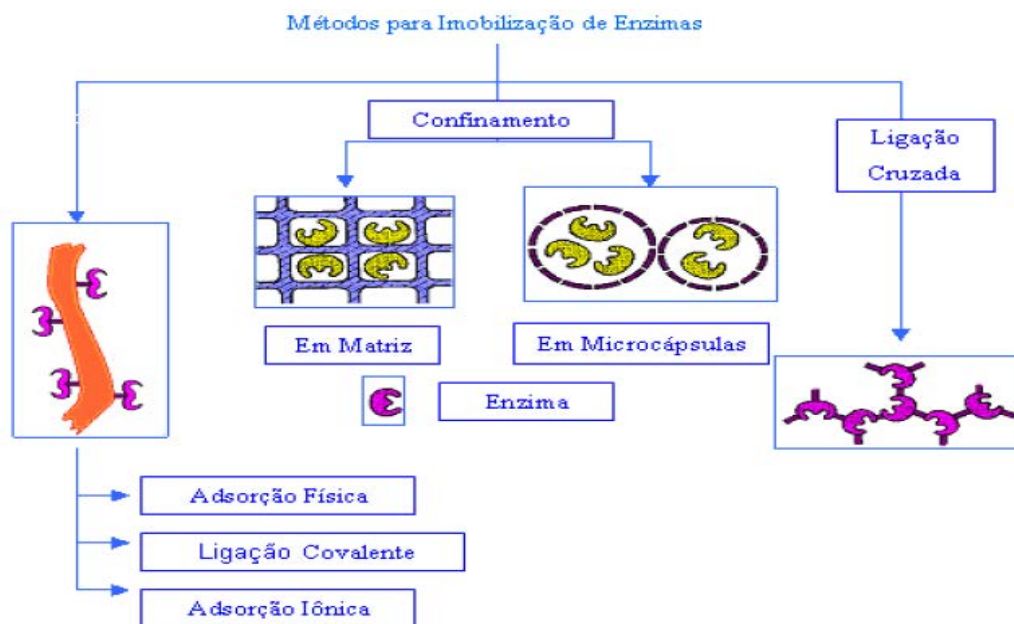 Métodos para Imobilização de Enzimas
Confinamento
Ligação
Cruzada
Em Matriz
Em Microcápsulas
Enzima
Adsorção Física
Ligação Covalente
Adsorção Iônica